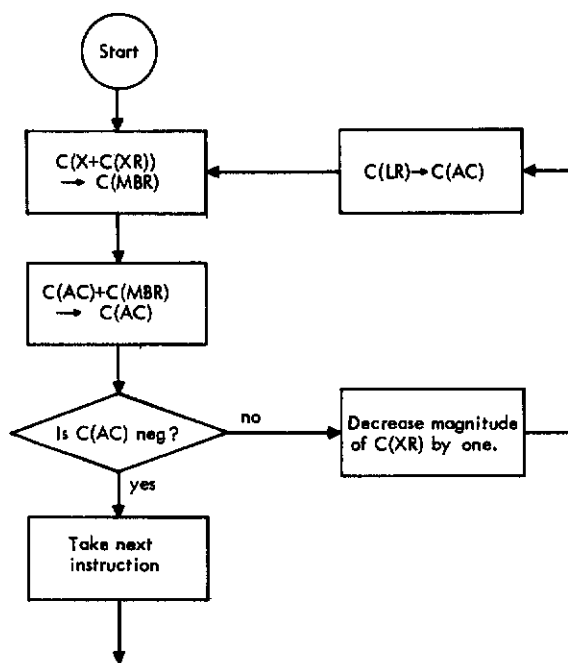 Start
C(X+C(XR))
→ C(MBR)
C(LR)→C(AC)
C(AC)+C(MBR)
→ C(AC)
Is C(AC) neg?
no
Decrease magnitude
of C(XR) by one.
yes
Take next
instruction